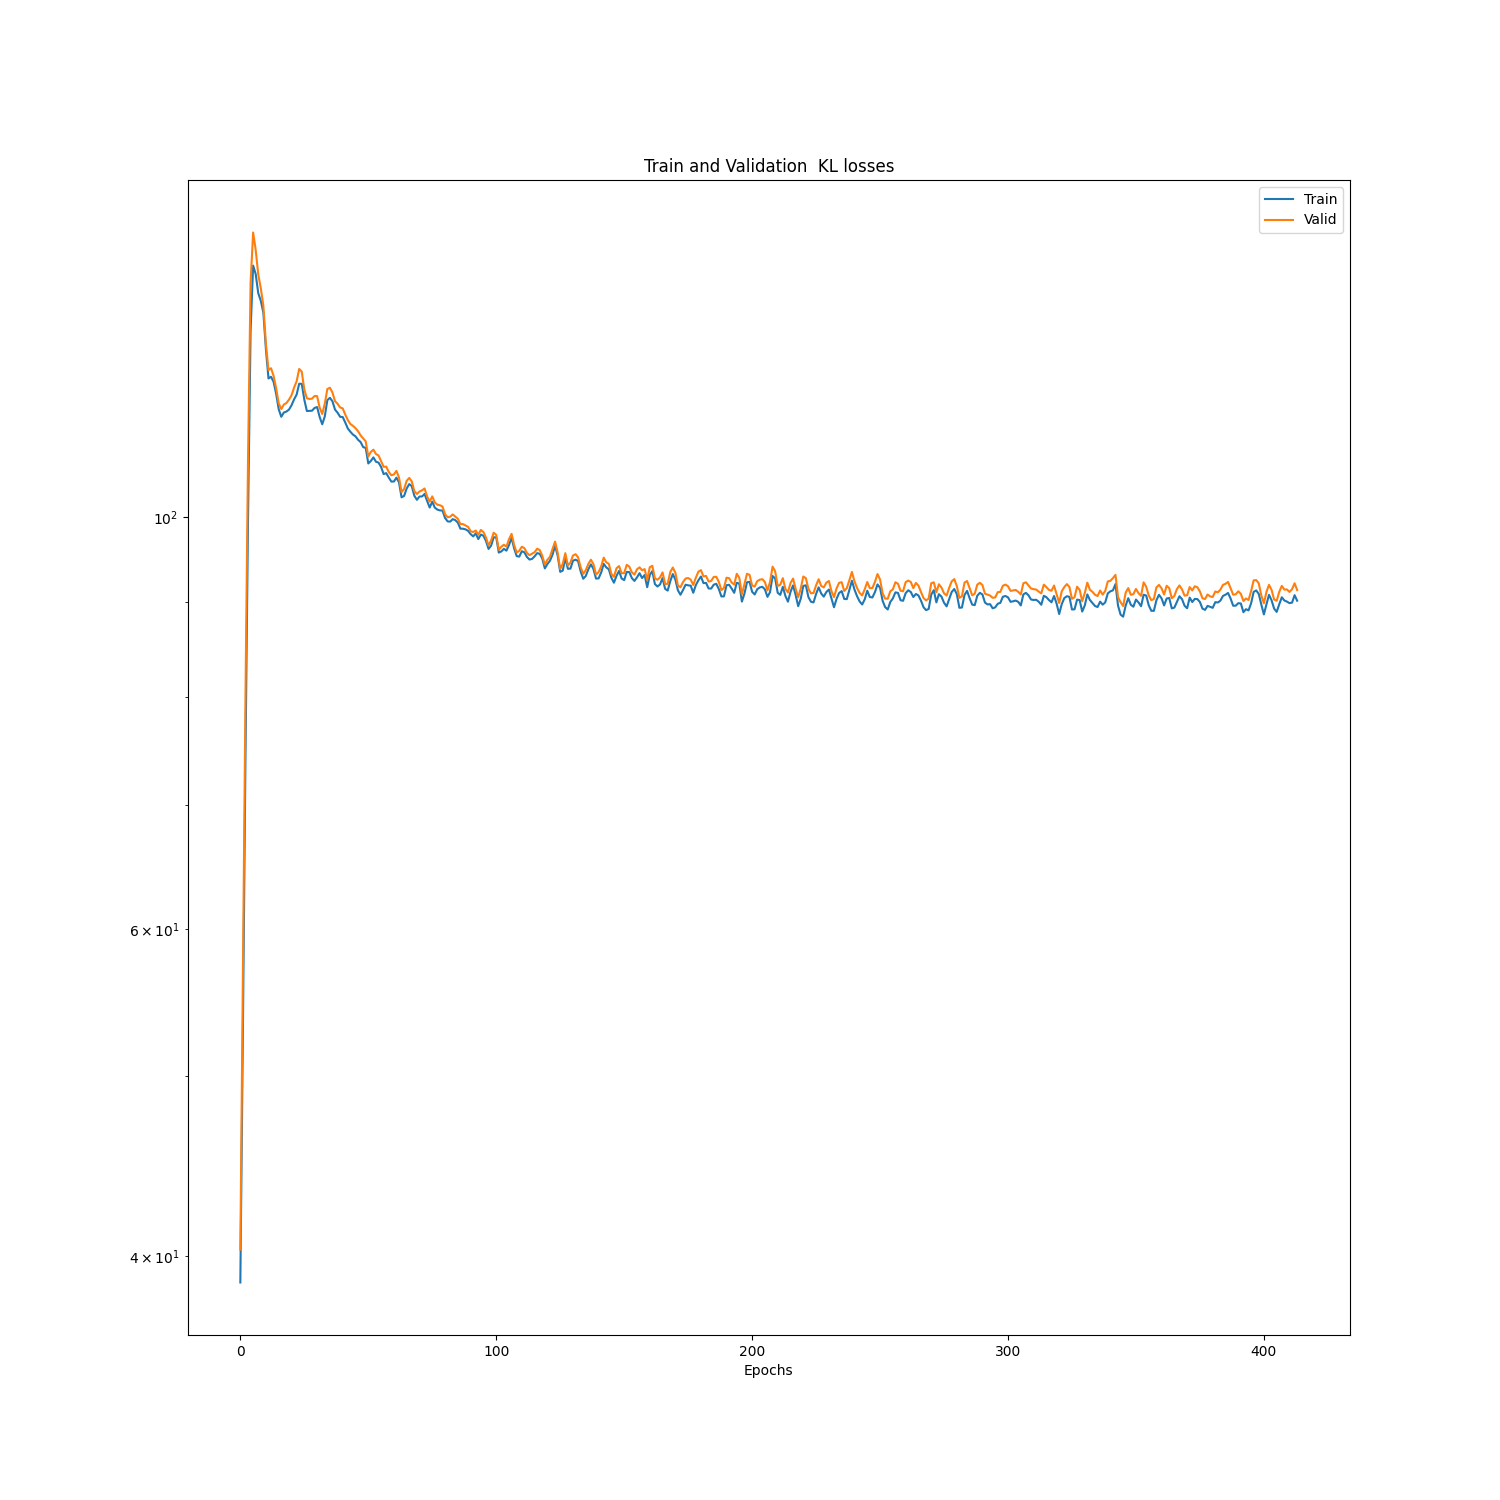 Train and Validation  KL losses
Train
Valid
10²
6 × 10¹
4 × 10¹
0 100 200 300 400
Epochs